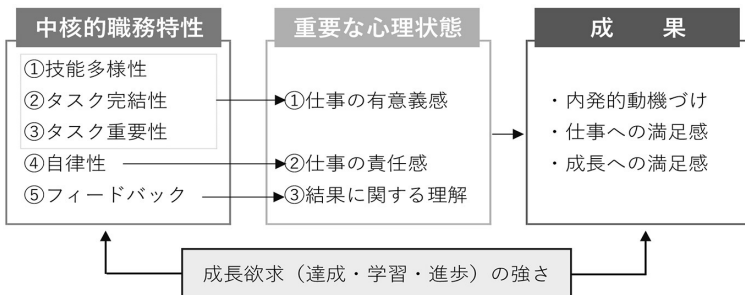 中核的職務特性
①技能多様性
②タスク完結性
③タスク重要性
④自律性
⑤フィードバック
重要な心理状態
①仕事の有意義感
②仕事の責任感
③結果に関する理解
成　果
・内発的動機づけ
・仕事への満足感
・成長への満足感
成長欲求（達成・学習・進歩）の強さ